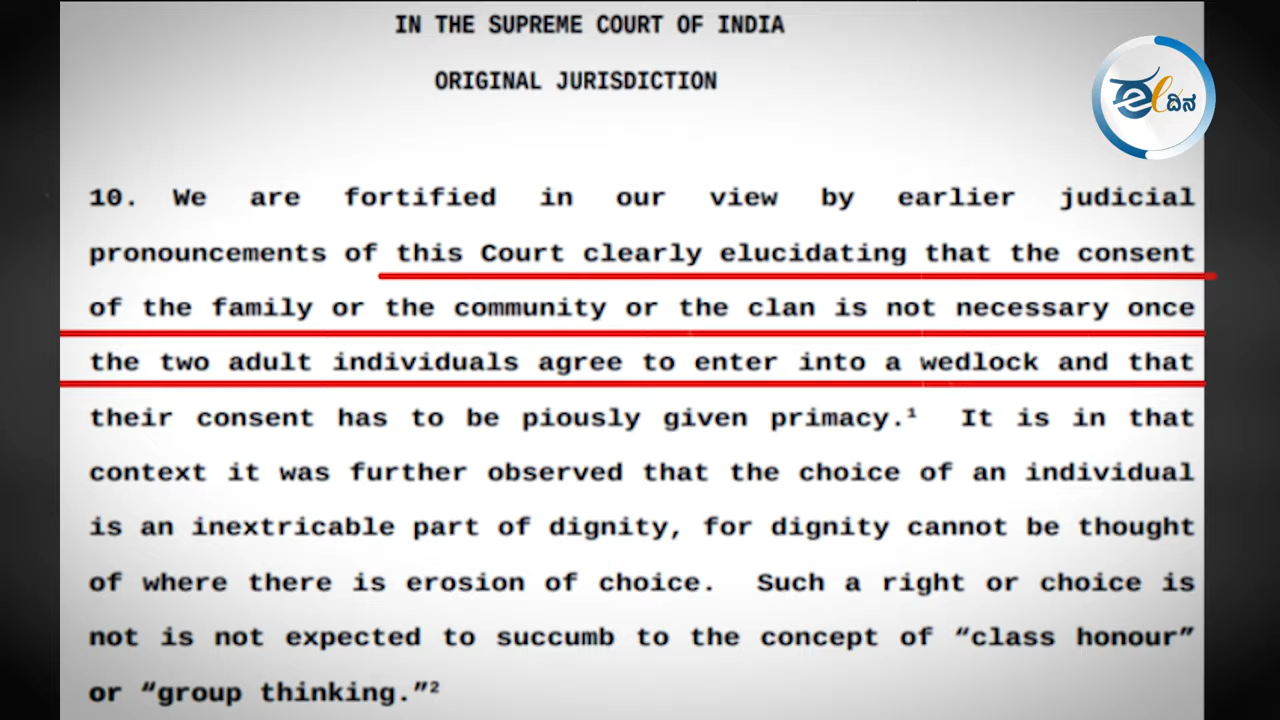 IN THE SUPREME COURT OF INDIA
ORIGINAL JURISDICTION
ಈ el ದಿನ
10. We are fortified in our view by earlier judicial
pronouncements of this Court clearly elucidating that the consent
of the family or the community or the clan is not necessary once
the two adult individuals agree to enter into a wedlock and that
their consent has to be piously given primacy.¹ It is in that
context it was further observed that the choice of an individual
is an inextricable part of dignity, for dignity cannot be thought
of where there is erosion of choice. Such a right or choice is
not is not expected to succumb to the concept of “class honour”
or “group thinking.”²